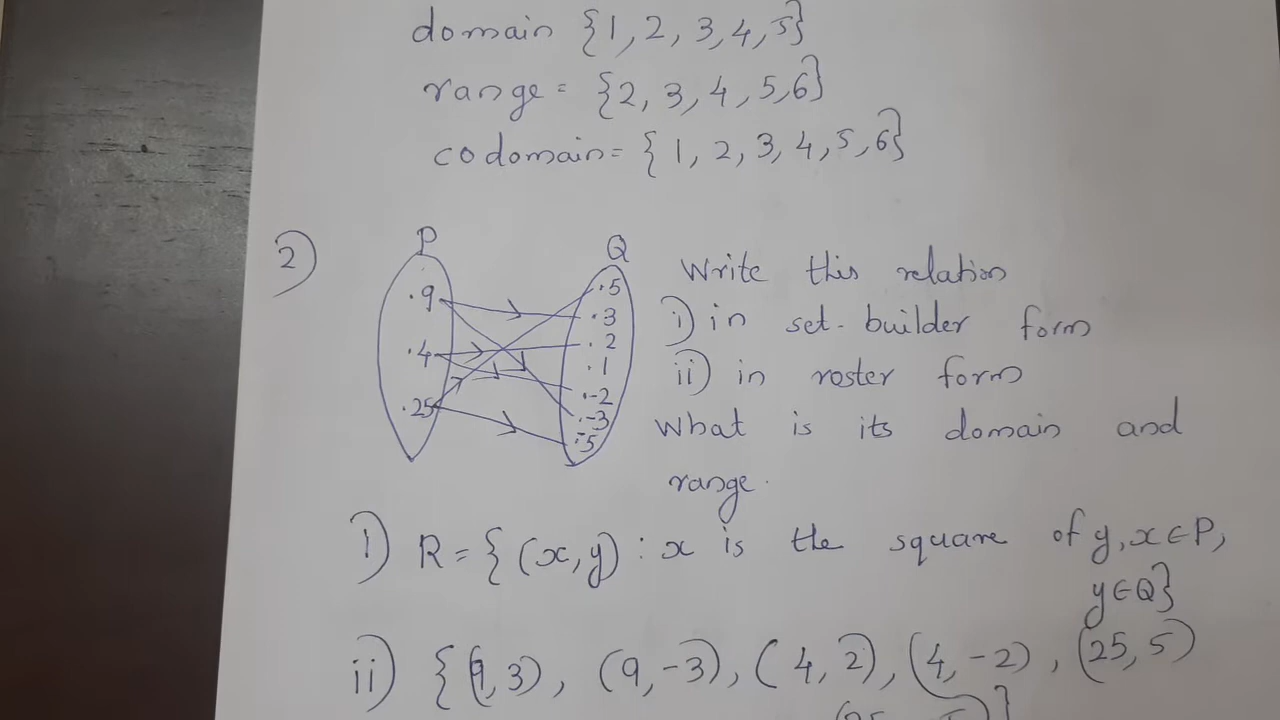 domain {1, 2, 3, 4, 5}
range = {2, 3, 4, 5, 6}
codomain = { 1, 2, 3, 4, 5, 6}
2)
P
Q
.9
.4
.25
.5
.3
.2
.1
.-2
.-3
.-5
Write this relation
i) in set-builder form
ii) in roster form
What is its domain and
range.
i) R = { (x, y) : x is the square of y, x ∈ P,
y ∈ Q}
ii) {(9, 3), (9, -3), (4, 2), (4, -2), (25, 5)